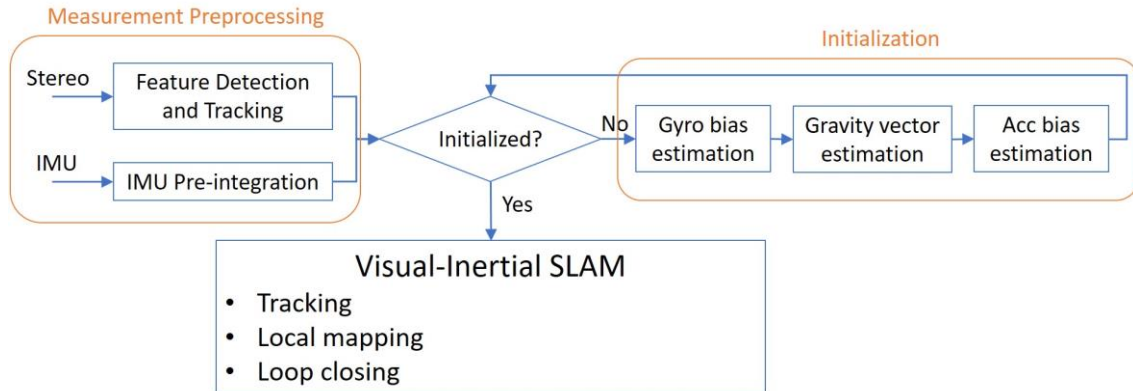 Measurement Preprocessing
Stereo
Feature Detection
and Tracking
IMU
IMU Pre-integration
Initialized?
No
Yes
Initialization
Gyro bias
estimation
Gravity vector
estimation
Acc bias
estimation
Visual-Inertial SLAM
• Tracking
• Local mapping
• Loop closing